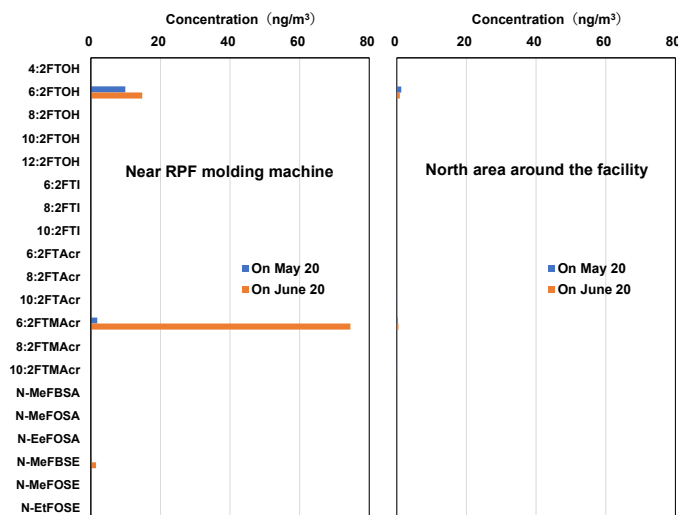 Concentration（ng/m³）
Concentration（ng/m³）
0 20 40 60 80
0 20 40 60 80
4:2FTOH
6:2FTOH
8:2FTOH
10:2FTOH
12:2FTOH
6:2FTI
8:2FTI
10:2FTI
6:2FTAcr
8:2FTAcr
10:2FTAcr
6:2FTMAcr
8:2FTMAcr
10:2FTMAcr
N-MeFBSA
N-MeFOSA
N-EeFOSA
N-MeFBSE
N-MeFOSE
N-EtFOSE
Near RPF molding machine
On May 20
On June 20
North area around the facility
On May 20
On June 20